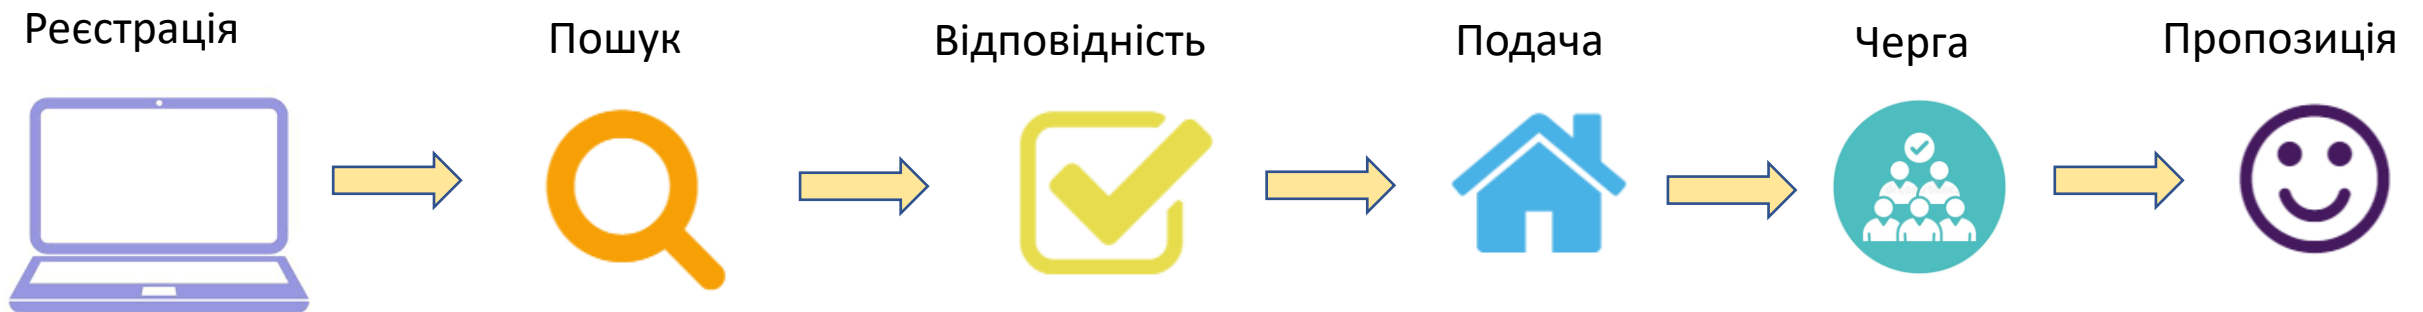 Реєстрація
Пошук
Відповідність
Подача
Черга
Пропозиція